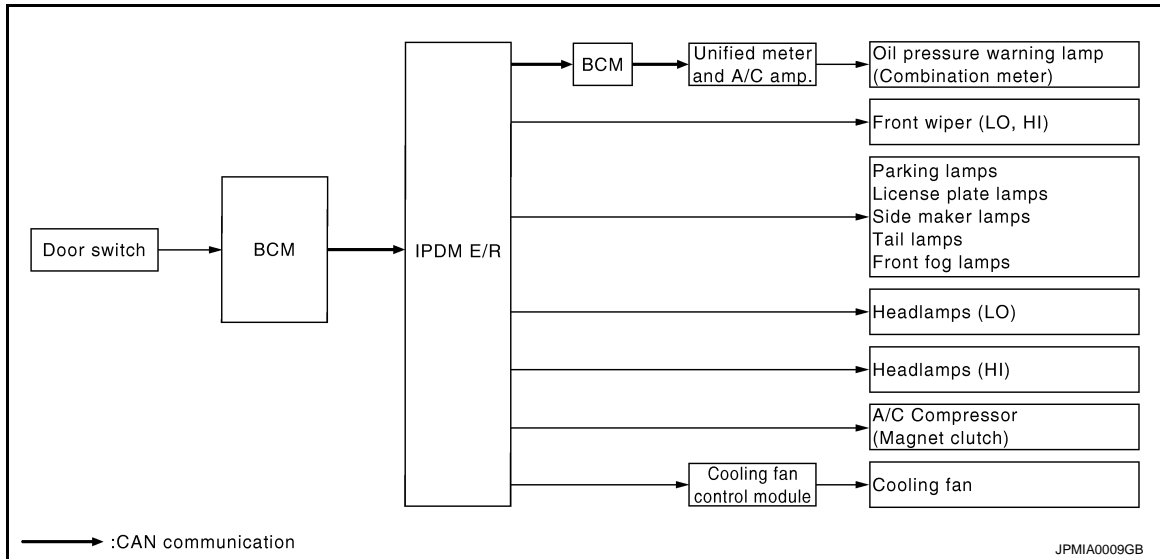 Door switch
BCM
IPDM E/R
BCM
Unified meter
and A/C amp.
Oil pressure warning lamp
(Combination meter)
Front wiper (LO, HI)
Parking lamps
License plate lamps
Side maker lamps
Tail lamps
Front fog lamps
Headlamps (LO)
Headlamps (HI)
A/C Compressor
(Magnet clutch)
Cooling fan
control module
Cooling fan
:CAN communication
JPMIA0009GB